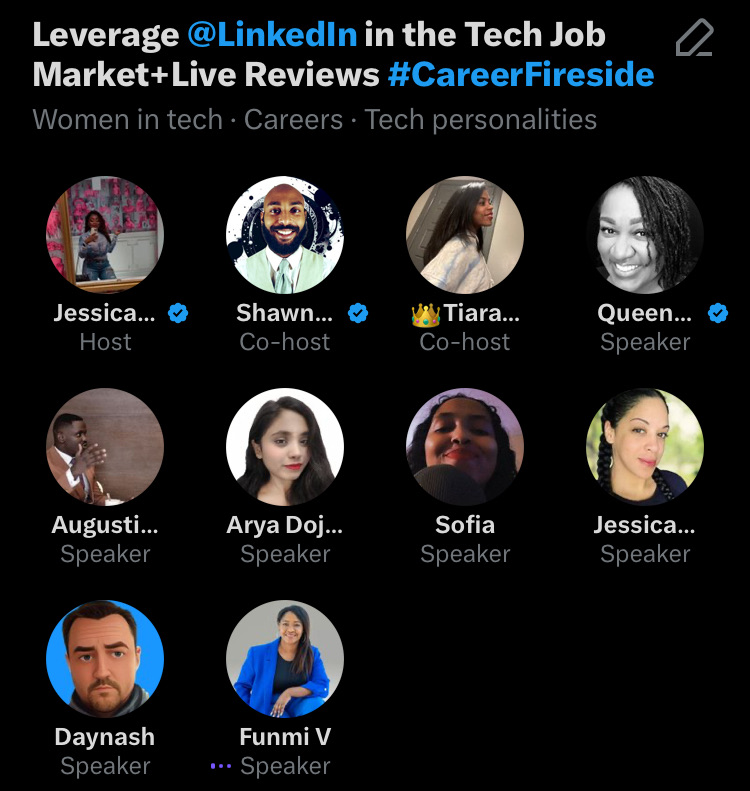 Leverage @LinkedIn in the Tech Job
Market+Live Reviews #CareerFireside
Women in tech · Careers · Tech personalities
Jessica... Shawn... 👑Tiara... Queen...
Host Co-host Co-host Speaker
Augusti... Arya Doj... Sofia Jessica...
Speaker Speaker Speaker Speaker
Daynash Funmi V
Speaker Speaker